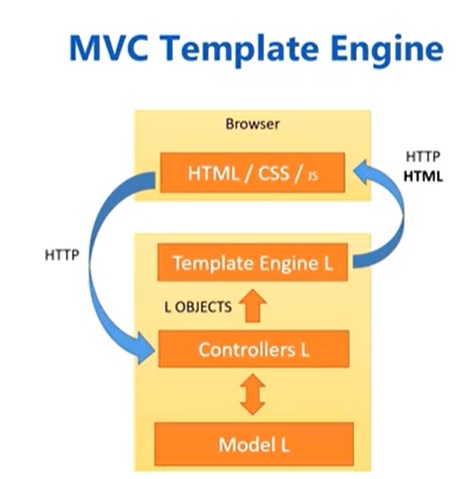 MVC Template Engine
Browser
HTML / CSS / JS
HTTP
HTML
HTTP
Template Engine L
L OBJECTS
Controllers L
Model L